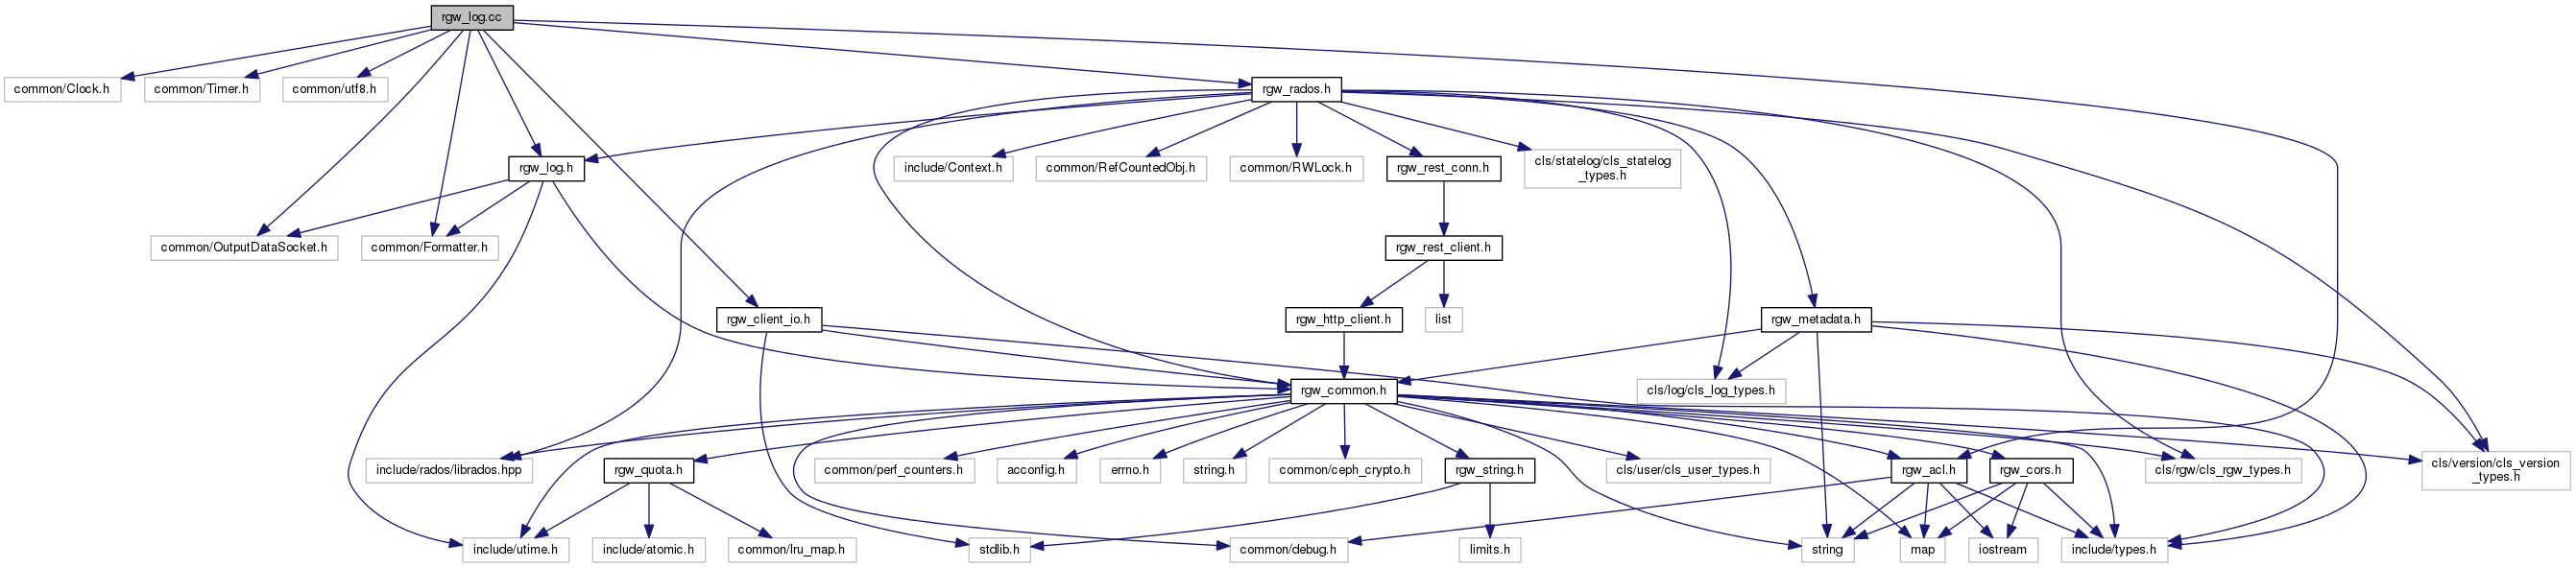 rgw_log.cc
common/Clock.h
common/Timer.h
common/utf8.h
rgw_rados.h
rgw_log.h
include/Context.h
common/RefCountedObj.h
common/RWLock.h
rgw_rest_conn.h
cls/statelog/cls_statelog
_types.h
common/OutputDataSocket.h
common/Formatter.h
rgw_rest_client.h
rgw_client_io.h
rgw_http_client.h
list
rgw_metadata.h
rgw_common.h
cls/log/cls_log_types.h
include/rados/librados.hpp
rgw_quota.h
common/perf_counters.h
acconfig.h
errno.h
string.h
common/ceph_crypto.h
rgw_string.h
cls/user/cls_user_types.h
rgw_acl.h
rgw_cors.h
cls/rgw/cls_rgw_types.h
cls/version/cls_version
_types.h
include/utime.h
include/atomic.h
common/lru_map.h
stdlib.h
common/debug.h
limits.h
string
map
iostream
include/types.h